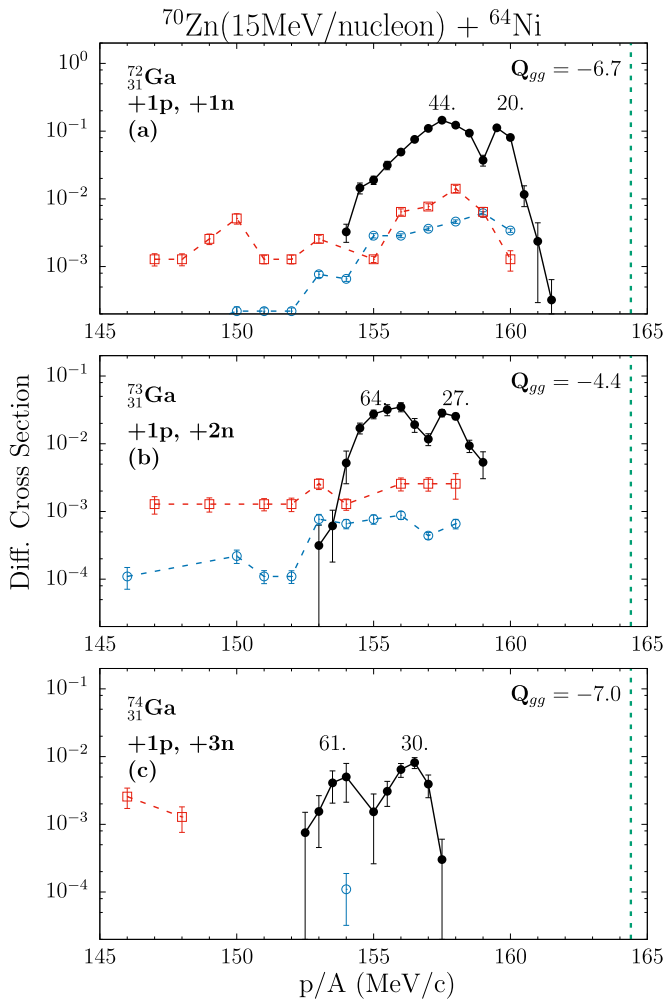 ⁷⁰Zn(15MeV/nucleon) + ⁶⁴Ni
10⁰
10⁻¹
10⁻²
10⁻³
⁷²₃₁Ga
+1p, +1n
(a)
44.
20.
Q_gg = −6.7
145
150
155
160
165
10⁻¹
10⁻²
10⁻³
10⁻⁴
⁷³₃₁Ga
+1p, +2n
(b)
64.
27.
Q_gg = −4.4
145
150
155
160
165
Diff. Cross Section
10⁻¹
10⁻²
10⁻³
10⁻⁴
⁷⁴₃₁Ga
+1p, +3n
(c)
61.
30.
Q_gg = −7.0
145
150
155
160
165
p/A (MeV/c)